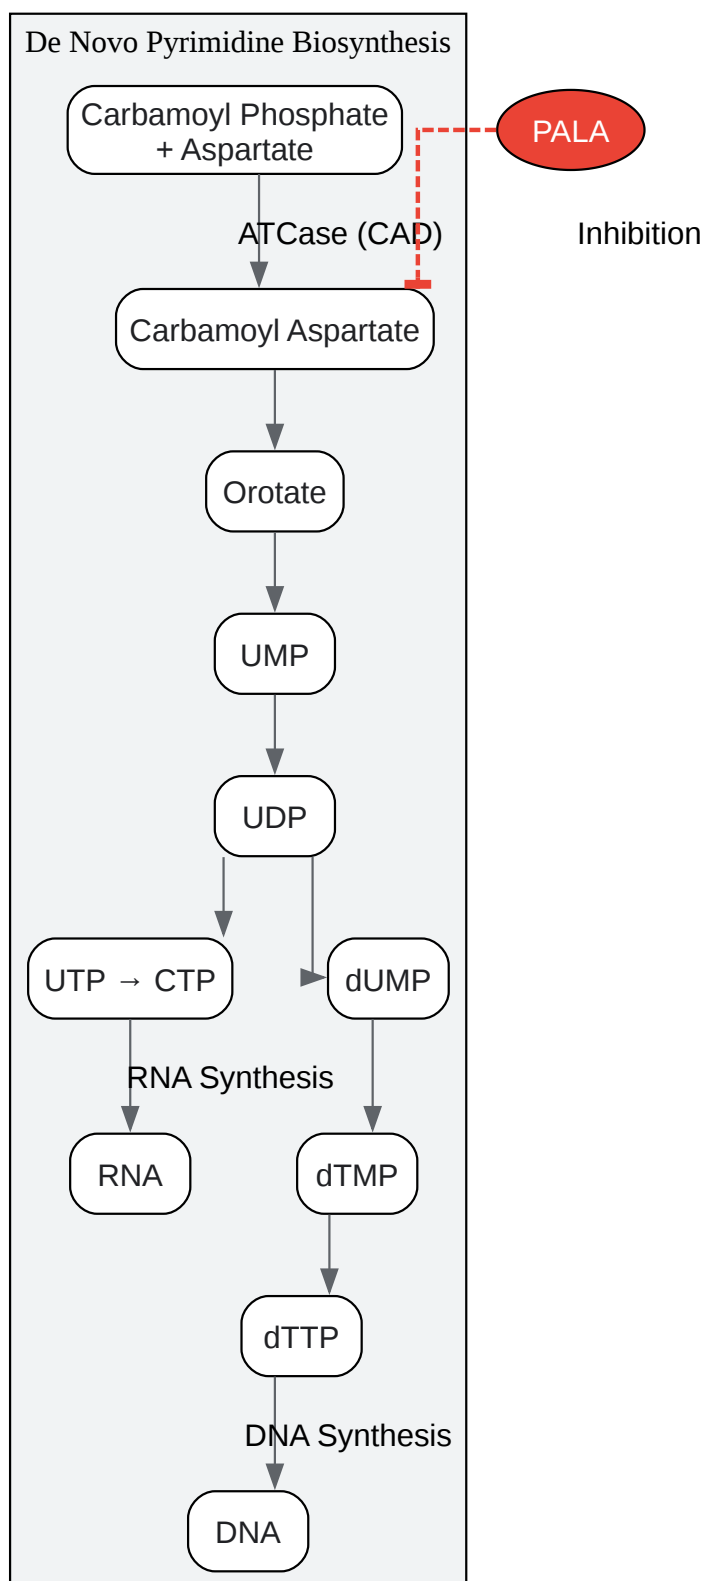 De Novo Pyrimidine Biosynthesis
Carbamoyl Phosphate
+ Aspartate
PALA
ATCase (CAD)
Inhibition
Carbamoyl Aspartate
Orotate
UMP
UDP
UTP → CTP
dUMP
RNA Synthesis
RNA
dTMP
dTTP
DNA Synthesis
DNA